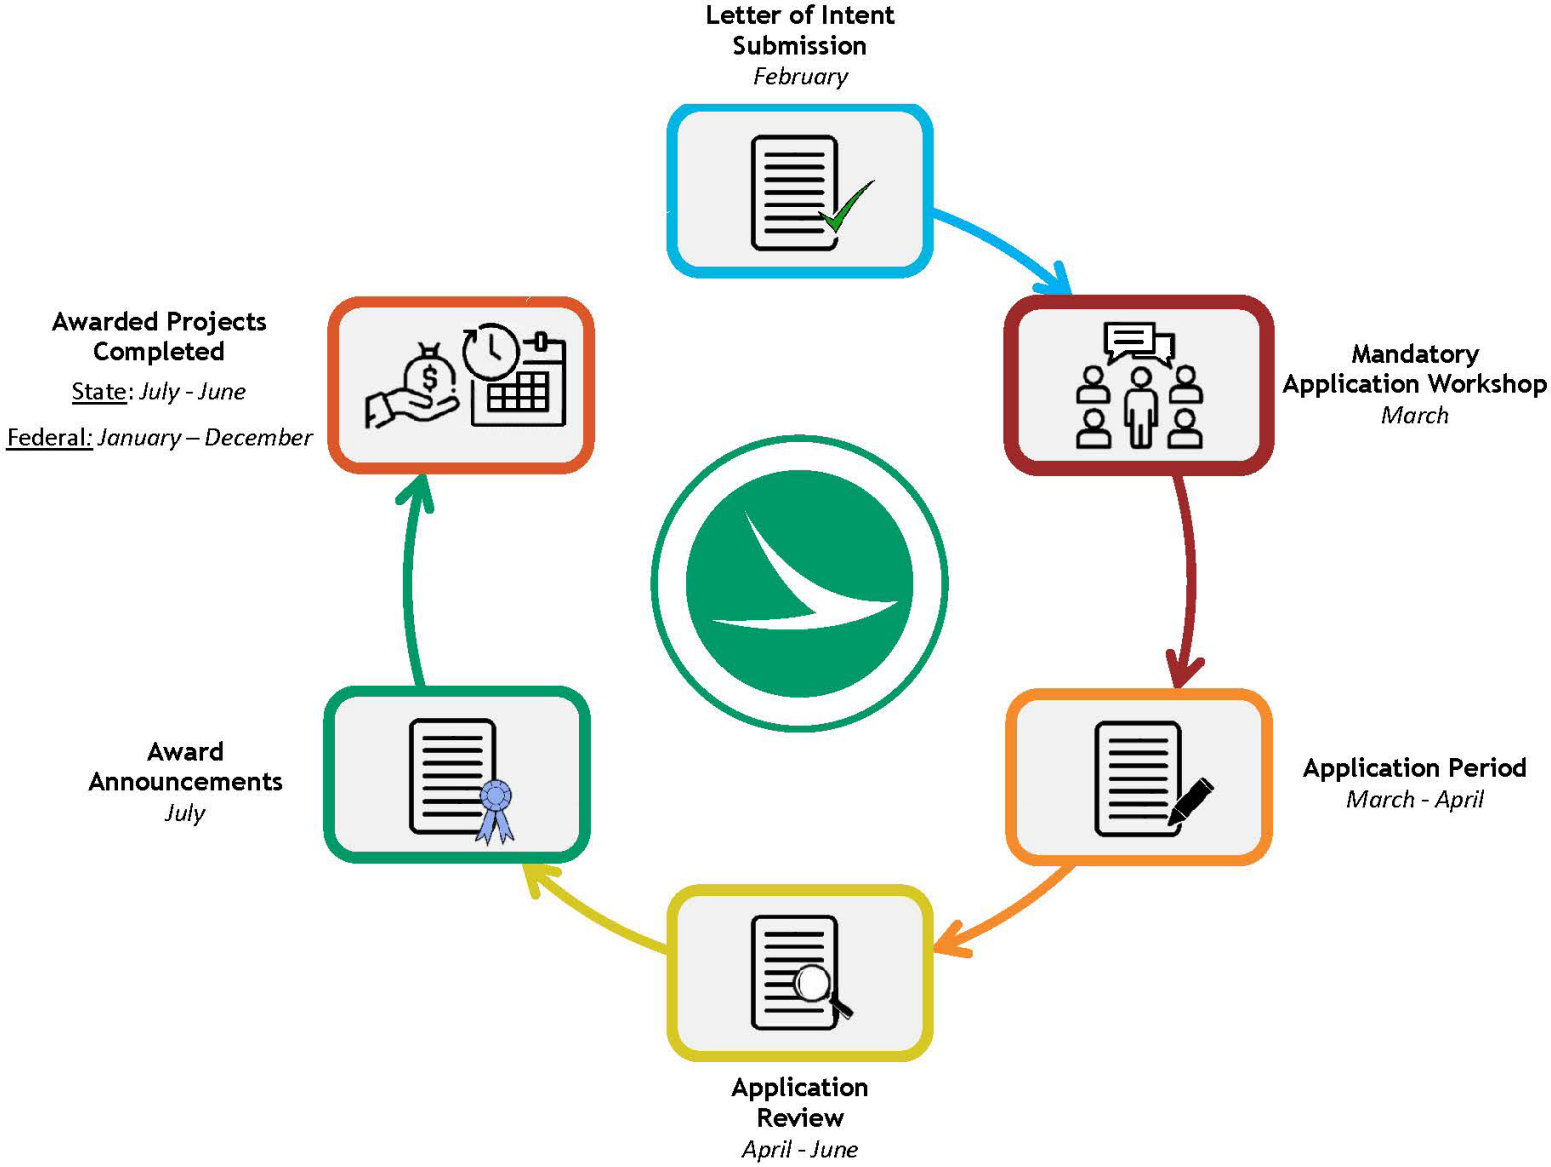 Letter of Intent
Submission
February
Mandatory
Application Workshop
March
Application Period
March - April
Application
Review
April - June
Award
Announcements
July
Awarded Projects
Completed
State: July - June
Federal: January – December
$